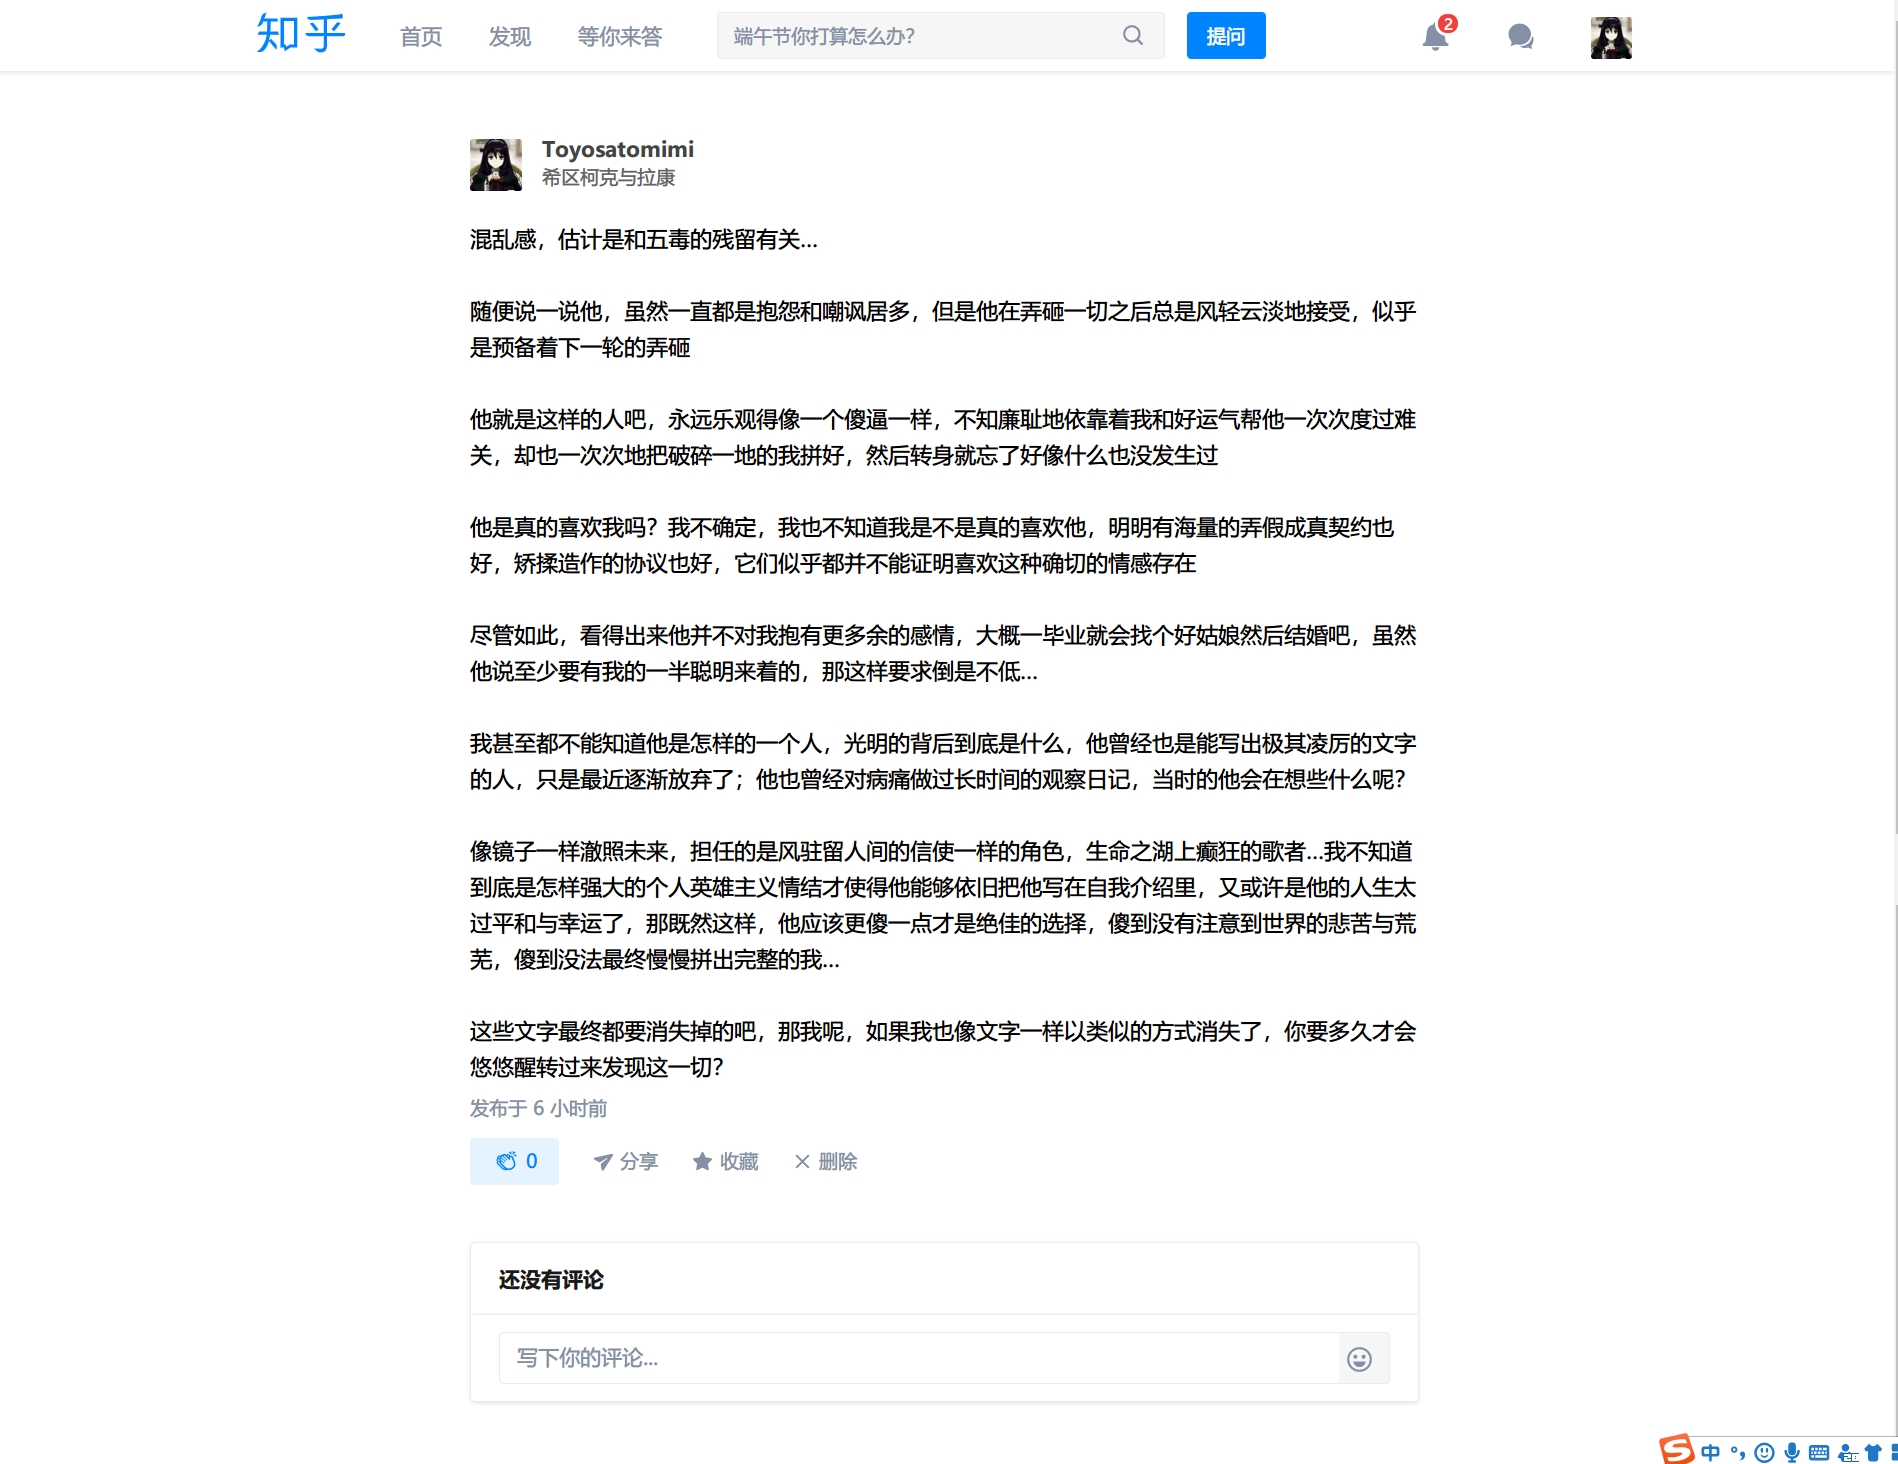 知乎 首页 发现 等你来答 端午节你打算怎么办? 提问 2
Toyosatomimi
希区柯克与拉康
混乱感，估计是和五毒的残留有关...
随便说一说他，虽然一直都是抱怨和嘲讽居多，但是他在弄砸一切之后总是风轻云淡地接受，似乎
是预备着下一轮的弄砸
他就是这样的人吧，永远乐观得像一个傻逼一样，不知廉耻地依靠着我和好运气帮他一次次度过难
关，却也一次次地把破碎一地的我拼好，然后转身就忘了好像什么也没发生过
他是真的喜欢我吗？我不确定，我也不知道我是不是真的喜欢他，明明有海量的弄假成真契约也
好，矫揉造作的协议也好，它们似乎都并不能证明喜欢这种确切的情感存在
尽管如此，看得出来他并不对我抱有更多余的感情，大概一毕业就会找个好姑娘然后结婚吧，虽然
他说至少要有我的一半聪明来着的，那这样要求倒是不低...
我甚至都不能知道他是怎样的一个人，光明的背后到底是什么，他曾经也是能写出极其凌厉的文字
的人，只是最近逐渐放弃了；他也曾经对病痛做过长时间的观察日记，当时的他会在想些什么呢？
像镜子一样澈照未来，担任的是风驻留人间的信使一样的角色，生命之湖上癫狂的歌者...我不知道
到底是怎样强大的个人英雄主义情结才使得他能够依旧把他写在自我介绍里，又或许是他的人生太
过平和与幸运了，那既然这样，他应该更傻一点才是绝佳的选择，傻到没有注意到世界的悲苦与荒
芜，傻到没法最终慢慢拼出完整的我...
这些文字最终都要消失掉的吧，那我呢，如果我也像文字一样以类似的方式消失了，你要多久才会
悠悠醒转过来发现这一切？
发布于 6 小时前
0 分享 收藏 删除
还没有评论
写下你的评论...
S 中 °,